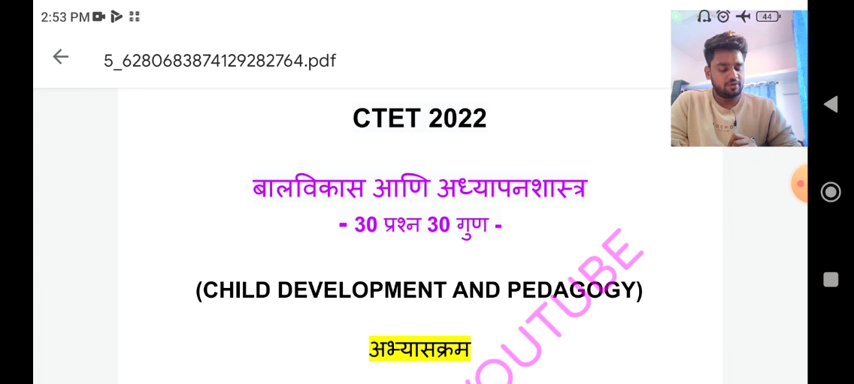 2:53 PM
44
5_6280683874129282764.pdf
CTET 2022
बालविकास आणि अध्यापनशास्त्र
- 30 प्रश्न 30 गुण -
(CHILD DEVELOPMENT AND PEDAGOGY)
अभ्यासक्रम
YOUTUBE